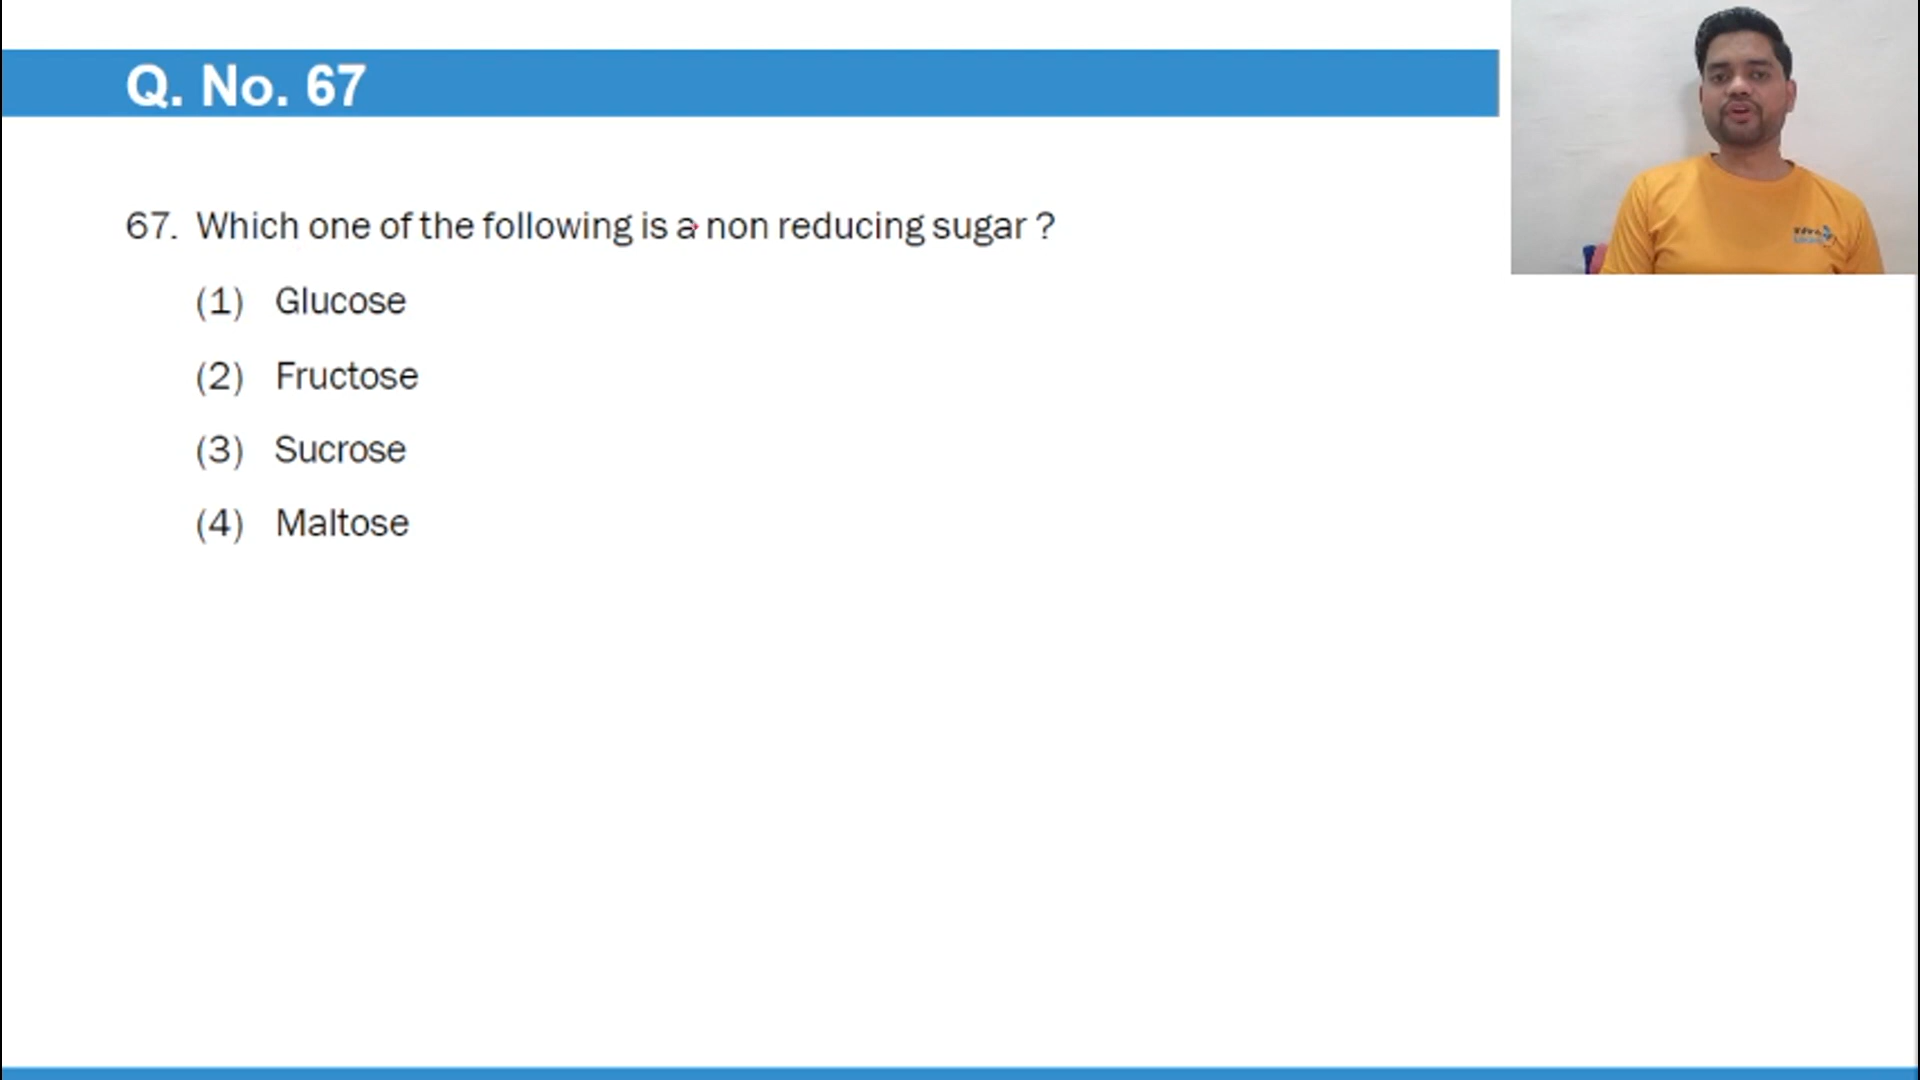 Q. No. 67
67. Which one of the following is a non reducing sugar ?
(1) Glucose
(2) Fructose
(3) Sucrose
(4) Maltose